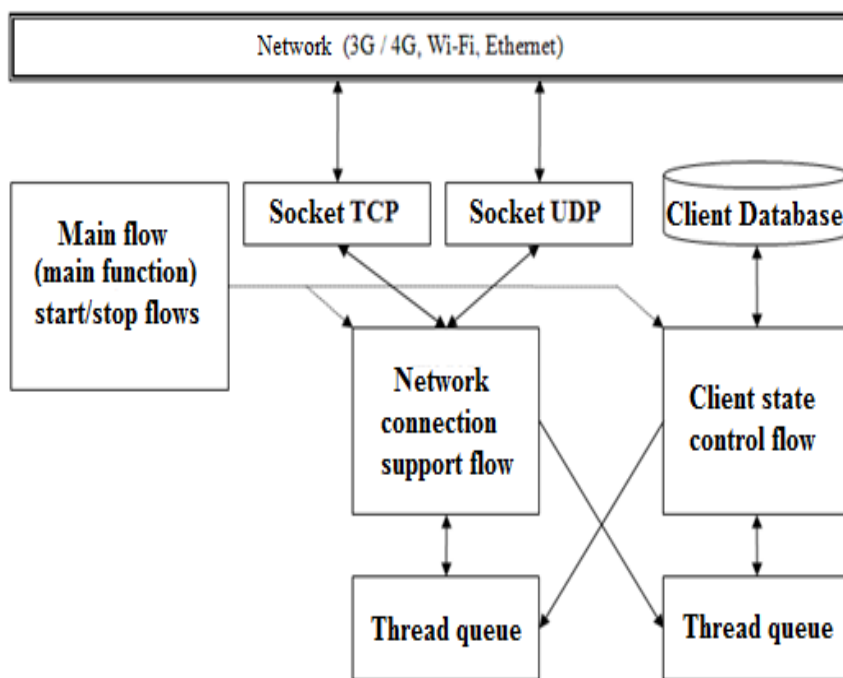 Network (3G / 4G, Wi-Fi, Ethernet)
Socket TCP
Socket UDP
Client Database
Main flow
(main function)
start/stop flows
Network
connection
support flow
Client state
control flow
Thread queue
Thread queue